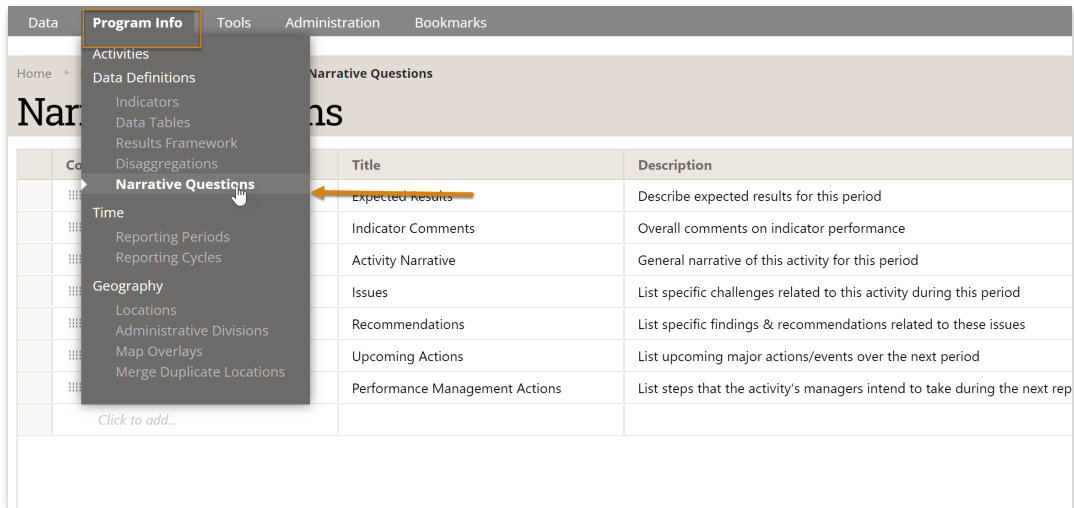 Data Program Info Tools Administration Bookmarks
Activities
Home Data Definitions Narrative Questions
Indicators
Data Tables
Results Framework
Disaggregations
Narrative Questions
Time
Reporting Periods
Reporting Cycles
Geography
Locations
Administrative Divisions
Map Overlays
Merge Duplicate Locations
Title Description
Expected Results Describe expected results for this period
Indicator Comments Overall comments on indicator performance
Activity Narrative General narrative of this activity for this period
Issues List specific challenges related to this activity during this period
Recommendations List specific findings & recommendations related to these issues
Upcoming Actions List upcoming major actions/events over the next period
Performance Management Actions List steps that the activity's managers intend to take during the next rep
Click to add...